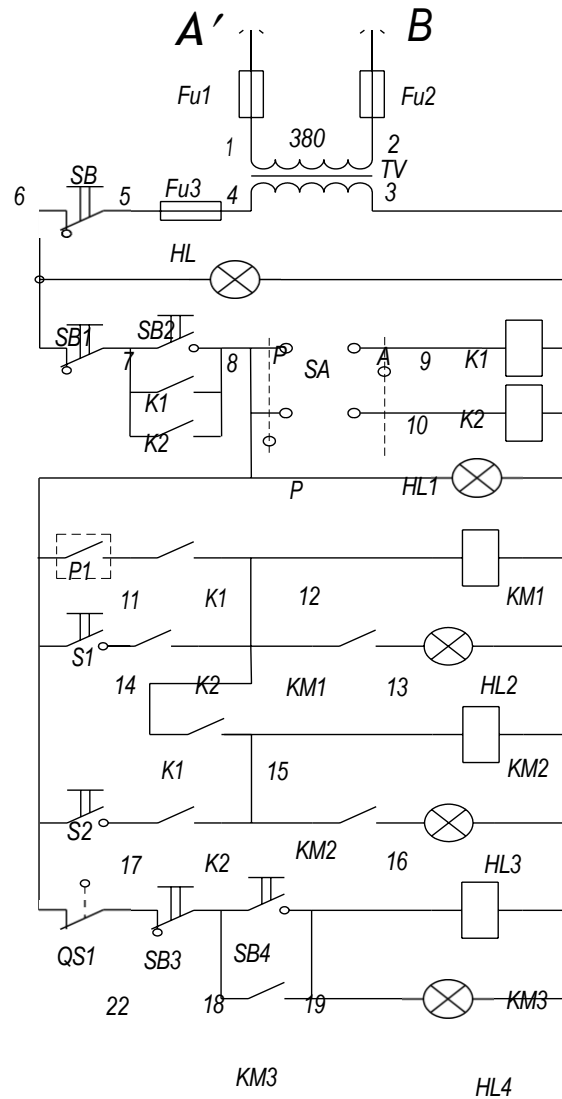 A' B
Fu1 Fu2
1 380 2
TV
SB Fu3 4 3
6 5
HL
SB1 SB2
7 8 P SA A 9 K1
K1
10 K2
K2
P HL1
P1
11 K1 12 KM1
S1
14 K2 KM1 13 HL2
K1 15 KM2
S2
17 K2 KM2 16 HL3
QS1 SB3 SB4
22 18 19 KM3
KM3 HL4